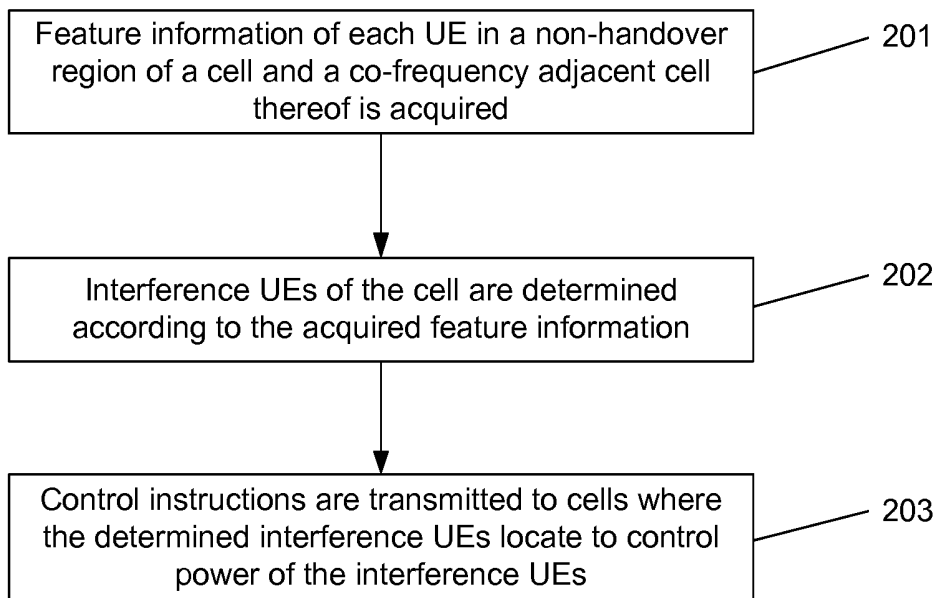 Feature information of each UE in a non-handover
region of a cell and a co-frequency adjacent cell
thereof is acquired
201
Interference UEs of the cell are determined
according to the acquired feature information
202
Control instructions are transmitted to cells where
the determined interference UEs locate to control
power of the interference UEs
203